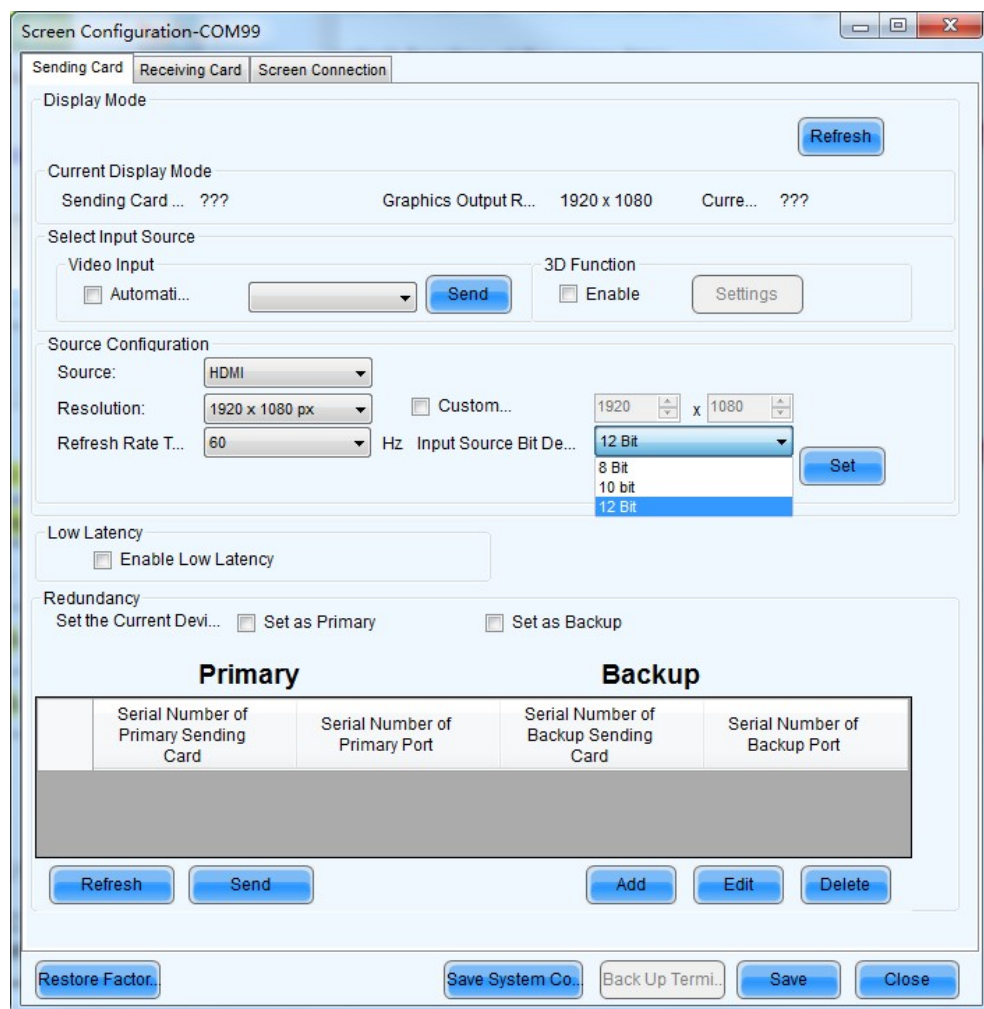 Screen Configuration-COM99
Sending Card Receiving Card Screen Connection
Display Mode
Refresh
Current Display Mode
Sending Card ... ??? Graphics Output R... 1920 x 1080 Curre... ???
Select Input Source
Video Input 3D Function
Automati... Send Enable Settings
Source Configuration
Source: HDMI
Resolution: 1920 x 1080 px Custom... 1920 x 1080
Refresh Rate T... 60 Hz Input Source Bit De... 12 Bit Set
8 Bit
10 bit
12 Bit
Low Latency
Enable Low Latency
Redundancy
Set the Current Devi... Set as Primary Set as Backup
Primary Backup
Serial Number of Primary Sending Card Serial Number of Primary Port Serial Number of Backup Sending Card Serial Number of Backup Port
Refresh Send Add Edit Delete
Restore Factor... Save System Co... Back Up Termi... Save Close